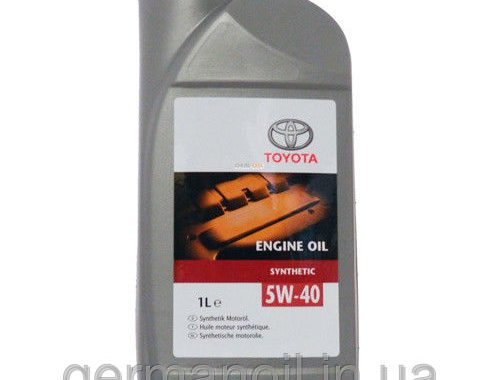 TOYOTA
ENGINE OIL
SYNTHETIC
5W-40
1L e
Synthetik Motoröl.
Huile moteur synthétique.
Synthetische motorolie.
germanoil.in.ua